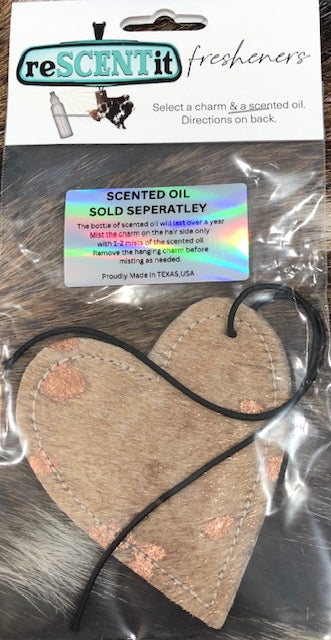 reSCENTit fresheners
Select a charm & a scented oil.
Directions on back.
SCENTED OIL
SOLD SEPERATLEY
The bottle of scented oil will last over a year
Mist the charm on the hair side only
with 1-2 mists of the scented oil
Remove the hanging charm before
misting as needed.
Proudly Made In TEXAS,USA